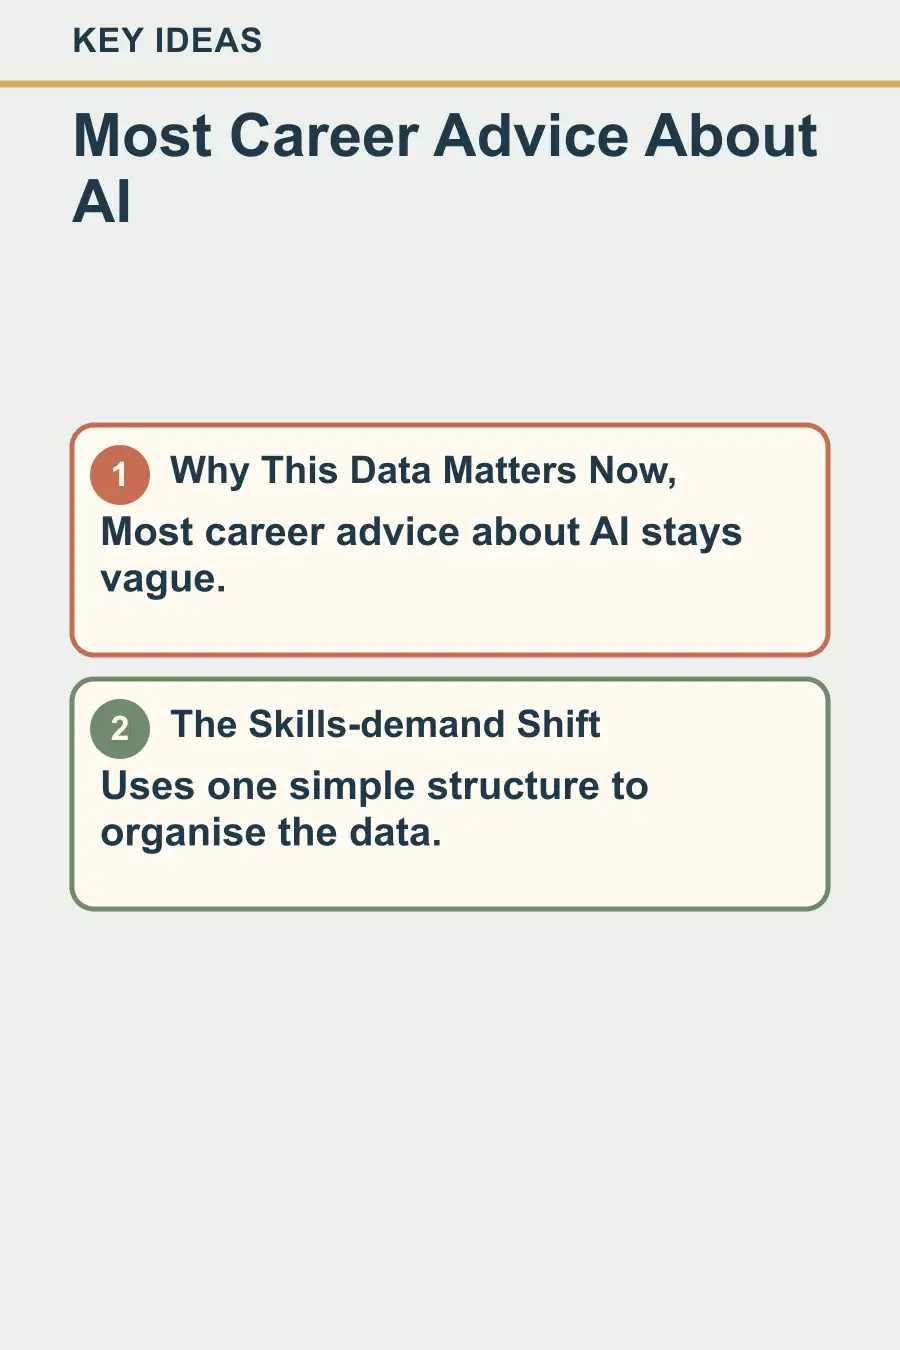 KEY IDEAS
Most Career Advice About
AI
1 Why This Data Matters Now,
Most career advice about AI stays
vague.
2 The Skills-demand Shift
Uses one simple structure to
organise the data.